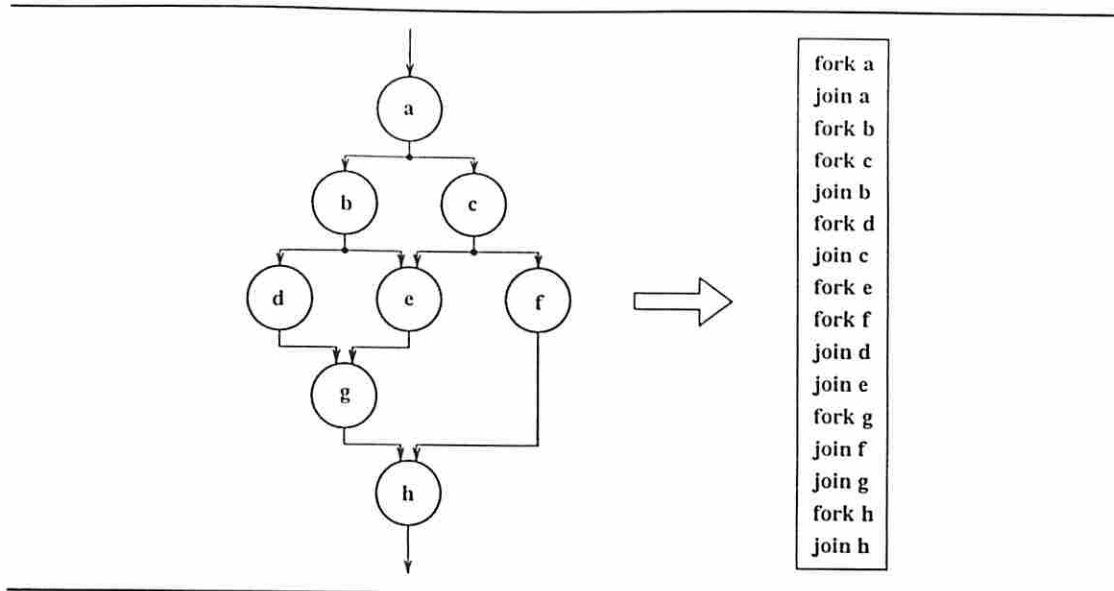 a
b
c
d
e
f
g
h
fork a
join a
fork b
fork c
join b
fork d
join c
fork e
fork f
join d
join e
fork g
join f
join g
fork h
join h